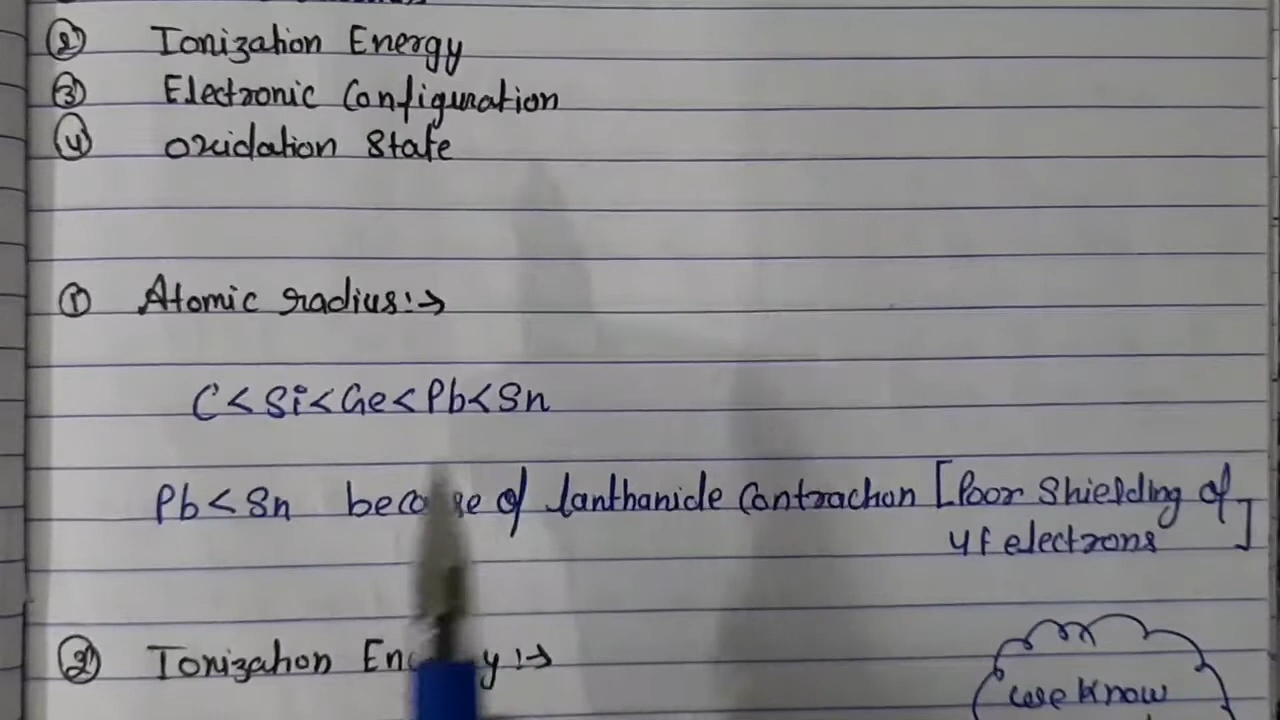 ② Ionization Energy
③ Electronic Configuration
④ Oxidation State
① Atomic radius:→
C < Si < Ge < Pb < Sn
Pb < Sn of lanthanide Contraction [Poor Shielding of
4f electrons]
② Ionization :→
we know